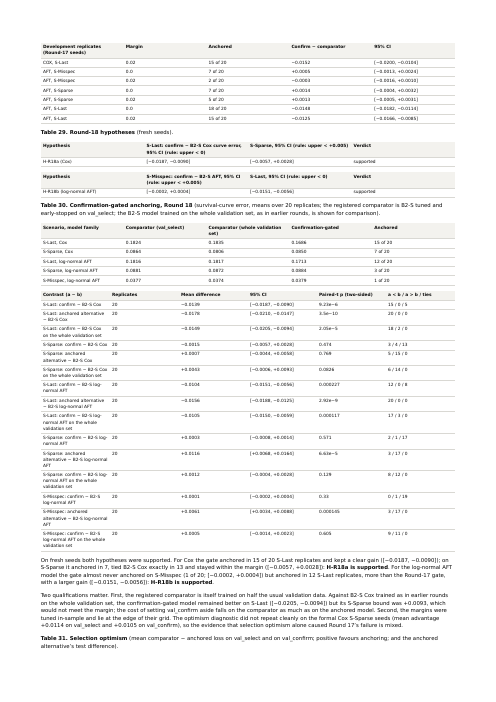 Development replicates (Round-17 seeds) Margin Anchored Confirm − comparator 95% CI
COX, S-Last 0.02 15 of 20 −0.0152 [−0.0200, −0.0104]
AFT, S-Misspec 0.0 7 of 20 +0.0005 [−0.0013, +0.0024]
AFT, S-Misspec 0.02 2 of 20 −0.0003 [−0.0016, +0.0010]
AFT, S-Sparse 0.0 7 of 20 +0.0014 [−0.0004, +0.0032]
AFT, S-Sparse 0.02 5 of 20 +0.0013 [−0.0005, +0.0031]
AFT, S-Last 0.0 18 of 20 −0.0148 [−0.0182, −0.0114]
AFT, S-Last 0.02 15 of 20 −0.0125 [−0.0166, −0.0085]
Table 29. Round-18 hypotheses (fresh seeds).
Hypothesis S-Last: confirm − B2-S Cox curve error, 95% CI (rule: upper < 0) S-Sparse, 95% CI (rule: upper < +0.005) Verdict
H-R18a (Cox) [−0.0187, −0.0090] [−0.0057, +0.0028] supported
Hypothesis S-Misspec: confirm − B2-S AFT, 95% CI (rule: upper < +0.005) S-Last, 95% CI (rule: upper < 0) Verdict
H-R18b (log-normal AFT) [−0.0002, +0.0004] [−0.0151, −0.0056] supported
Table 30. Confirmation-gated anchoring, Round 18 (survival-curve error, means over 20 replicates; the registered comparator is B2-S tuned and
early-stopped on val_select; the B2-S model trained on the whole validation set, as in earlier rounds, is shown for comparison).
Scenario, model family Comparator (val_select) Comparator (whole validation set) Confirmation-gated Anchored
S-Last, Cox 0.1824 0.1835 0.1686 15 of 20
S-Sparse, Cox 0.0864 0.0806 0.0850 7 of 20
S-Last, log-normal AFT 0.1816 0.1817 0.1713 12 of 20
S-Sparse, log-normal AFT 0.0881 0.0872 0.0884 3 of 20
S-Misspec, log-normal AFT 0.0377 0.0374 0.0379 1 of 20
Contrast (a − b) Replicates Mean difference 95% CI Paired-t p (two-sided) a < b / a > b / ties
S-Last: confirm − B2-S Cox 20 −0.0139 [−0.0187, −0.0090] 9.23e-6 15 / 0 / 5
S-Last: anchored alternative − B2-S Cox 20 −0.0178 [−0.0210, −0.0147] 3.5e-10 20 / 0 / 0
S-Last: confirm − B2-S Cox on the whole validation set 20 −0.0149 [−0.0205, −0.0094] 2.05e-5 18 / 2 / 0
S-Sparse: confirm − B2-S Cox 20 −0.0015 [−0.0057, +0.0028] 0.474 3 / 4 / 13
S-Sparse: anchored alternative − B2-S Cox 20 +0.0007 [−0.0044, +0.0058] 0.769 5 / 15 / 0
S-Sparse: confirm − B2-S Cox on the whole validation set 20 +0.0043 [−0.0006, +0.0093] 0.0826 6 / 14 / 0
S-Last: confirm − B2-S log-normal AFT 20 −0.0104 [−0.0151, −0.0056] 0.000227 12 / 0 / 8
S-Last: anchored alternative − B2-S log-normal AFT 20 −0.0156 [−0.0188, −0.0125] 2.92e-9 20 / 0 / 0
S-Last: confirm − B2-S log-normal AFT on the whole validation set 20 −0.0105 [−0.0150, −0.0059] 0.000117 17 / 3 / 0
S-Sparse: confirm − B2-S log-normal AFT 20 +0.0003 [−0.0008, +0.0014] 0.571 2 / 1 / 17
S-Sparse: anchored alternative − B2-S log-normal AFT 20 +0.0116 [+0.0068, +0.0164] 6.63e-5 3 / 17 / 0
S-Sparse: confirm − B2-S log-normal AFT on the whole validation set 20 +0.0012 [−0.0004, +0.0028] 0.129 8 / 12 / 0
S-Misspec: confirm − B2-S log-normal AFT 20 +0.0001 [−0.0002, +0.0004] 0.33 0 / 1 / 19
S-Misspec: anchored alternative − B2-S log-normal AFT 20 +0.0061 [+0.0034, +0.0088] 0.000145 3 / 17 / 0
S-Misspec: confirm − B2-S log-normal AFT on the whole validation set 20 +0.0005 [−0.0014, +0.0023] 0.605 9 / 11 / 0
On fresh seeds both hypotheses were supported. For Cox the gate anchored in 15 of 20 S-Last replicates and kept a clear gain ([−0.0187, −0.0090]); on
S-Sparse it anchored in 7, tied B2-S Cox exactly in 13 and stayed within the margin ([−0.0057, +0.0028]): H-R18a is supported. For the log-normal AFT
model the gate almost never anchored on S-Misspec (1 of 20; [−0.0002, +0.0004]) but anchored in 12 S-Last replicates, more than the Round-17 gate,
with a larger gain ([−0.0151, −0.0056]): H-R18b is supported.
Two qualifications matter. First, the registered comparator is itself trained on half the usual validation data. Against B2-S Cox trained as in earlier rounds
on the whole validation set, the confirmation-gated model remained better on S-Last ([−0.0205, −0.0094]) but its S-Sparse bound was +0.0093, which
would not meet the margin; the cost of setting val_confirm aside falls on the comparator as much as on the anchored model. Second, the margins were
tuned in-sample and lie at the edge of their grid. The optimism diagnostic did not repeat cleanly on the formal Cox S-Sparse seeds (mean advantage
+0.0114 on val_select and +0.0105 on val_confirm), so the evidence that selection optimism alone caused Round 17's failure is mixed.
Table 31. Selection optimism (mean comparator − anchored loss on val_select and on val_confirm; positive favours anchoring; and the anchored
alternative's test difference).